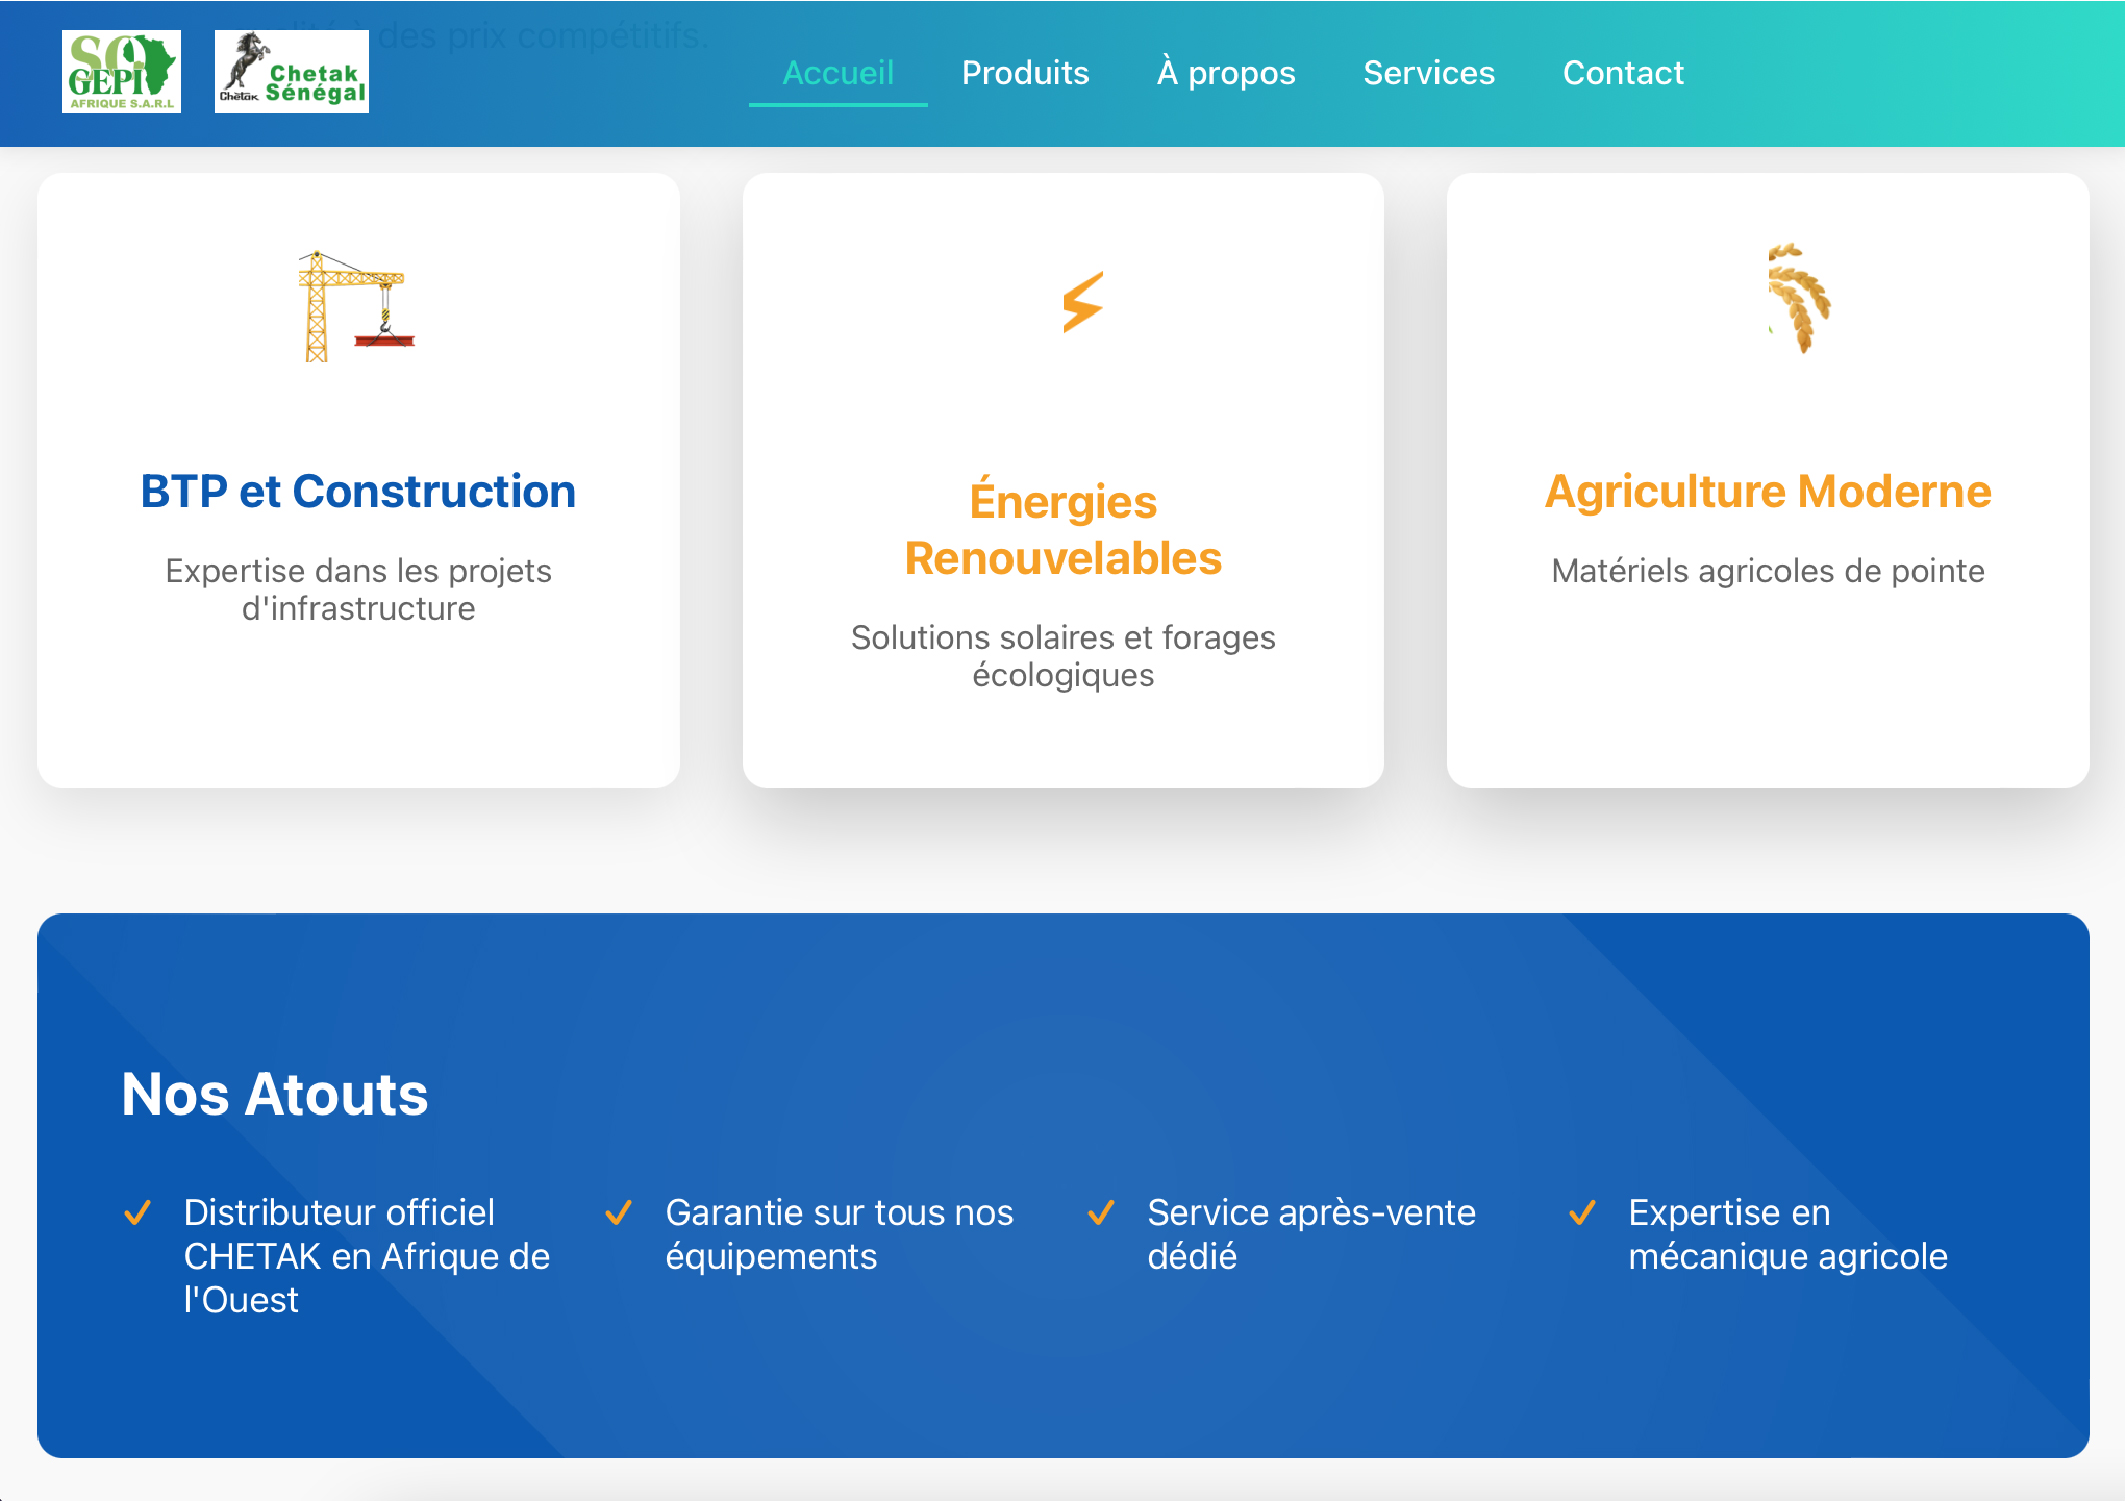 des prix compétitifs.
SO
GEPI
AFRIQUE S.A.R.L
Chetak
Chetak
Sénégal
Accueil
Produits
À propos
Services
Contact
BTP et Construction
Expertise dans les projets
d'infrastructure
Énergies
Renouvelables
Solutions solaires et forages
écologiques
Agriculture Moderne
Matériels agricoles de pointe
Nos Atouts
Distributeur officiel
CHETAK en Afrique de
l'Ouest
Garantie sur tous nos
équipements
Service après-vente
dédié
Expertise en
mécanique agricole